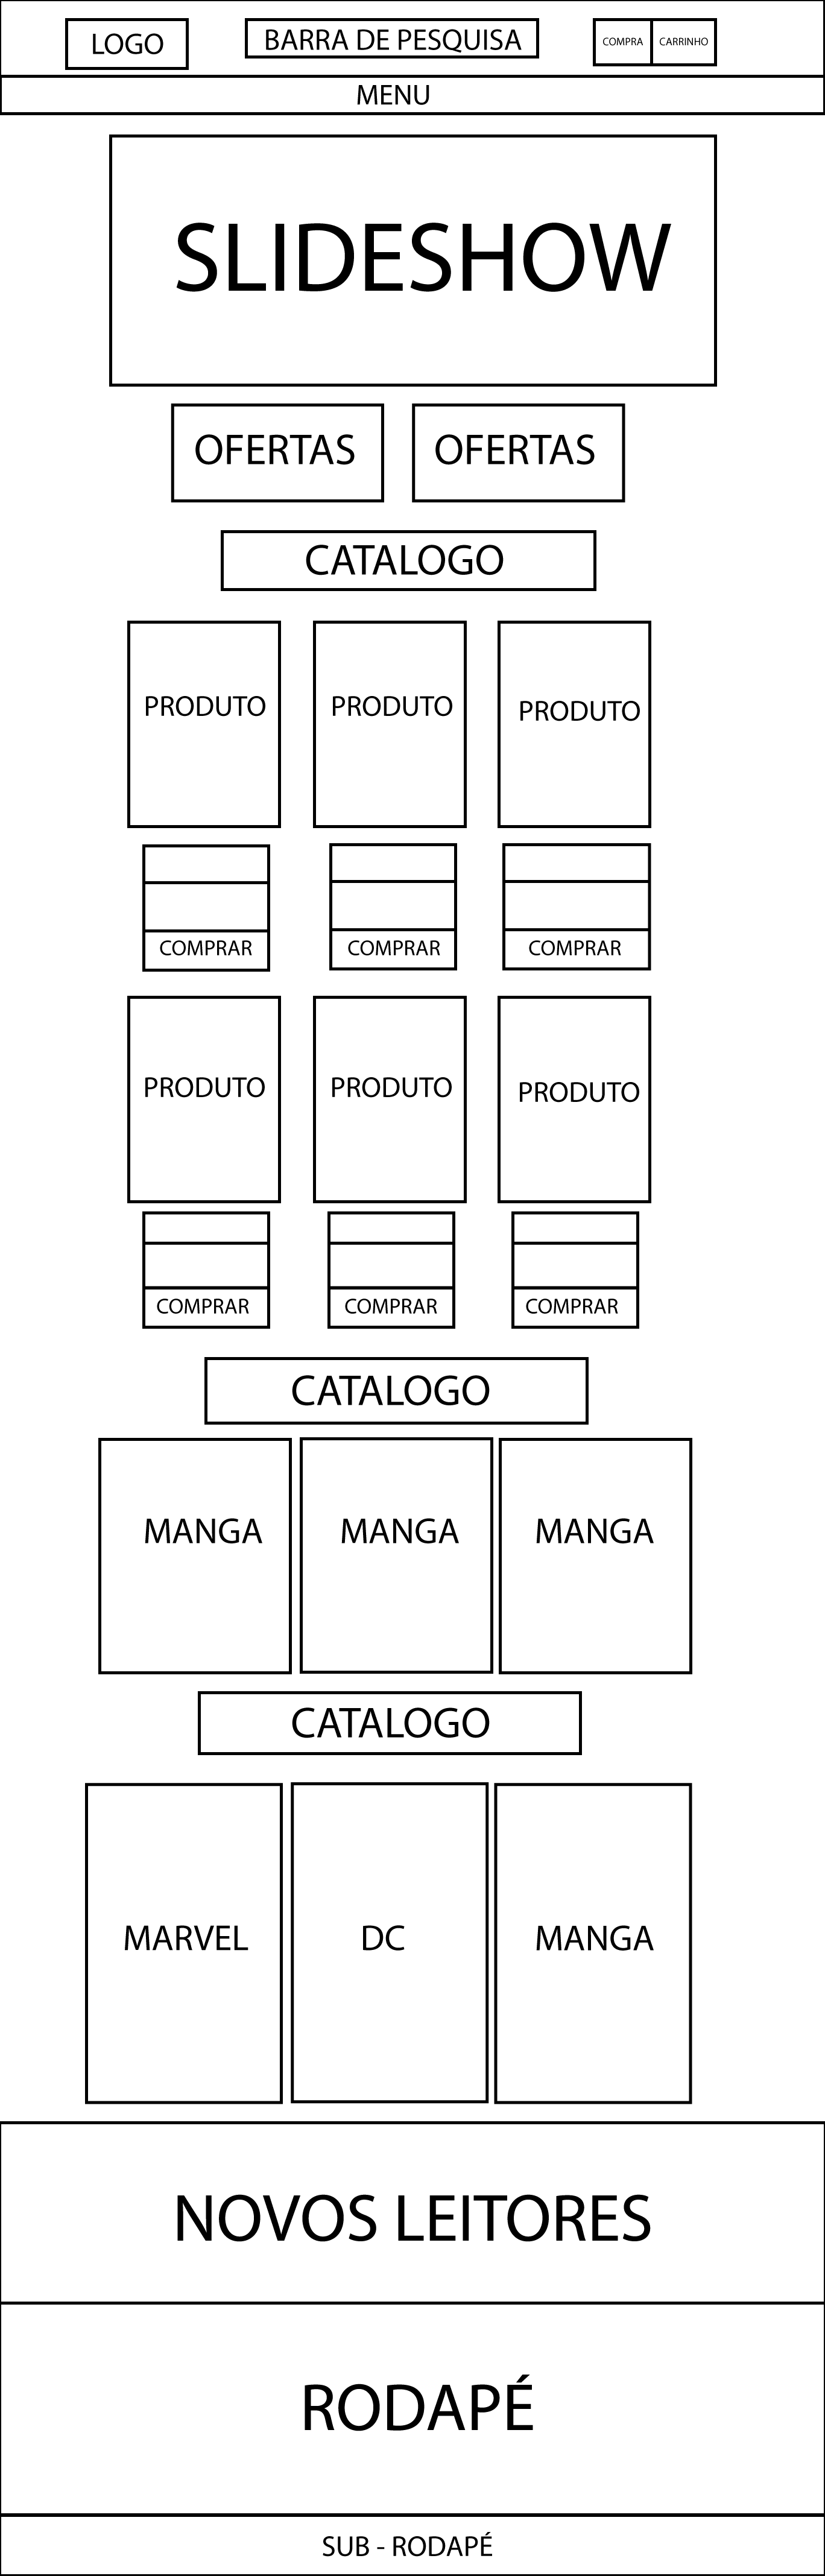 LOGO
BARRA DE PESQUISA
COMPRA
CARRINHO
MENU
SLIDESHOW
OFERTAS
OFERTAS
CATALOGO
PRODUTO
PRODUTO
PRODUTO
COMPRAR
COMPRAR
COMPRAR
PRODUTO
PRODUTO
PRODUTO
COMPRAR
COMPRAR
COMPRAR
CATALOGO
MANGA
MANGA
MANGA
CATALOGO
MARVEL
DC
MANGA
NOVOS LEITORES
RODAPÉ
SUB - RODAPÉ